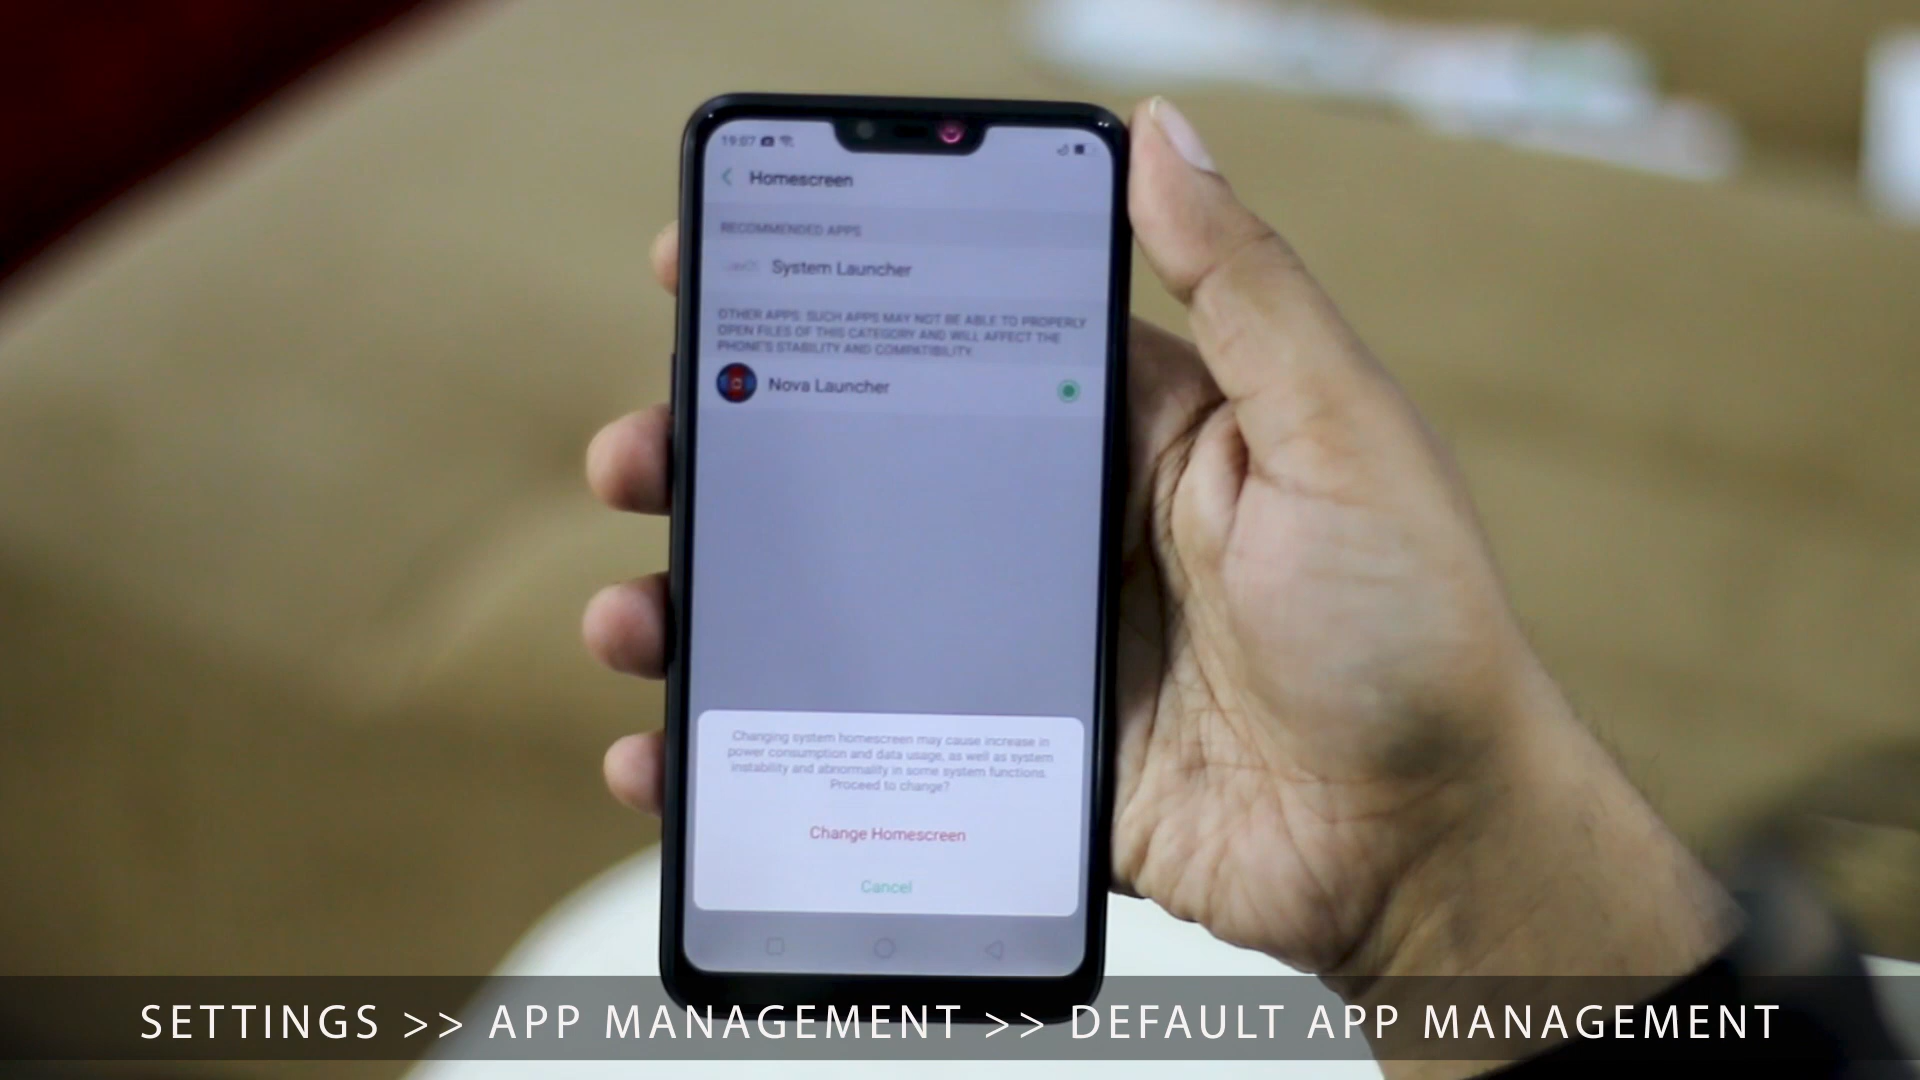 19:07
Homescreen
RECOMMENDED APPS
System Launcher
OTHER APPS: SUCH APPS MAY NOT BE ABLE TO PROPERLY
OPEN FILES OF THIS CATEGORY AND WILL AFFECT THE
PHONE'S STABILITY AND COMPATIBILITY.
Nova Launcher
Changing system homescreen may cause increase in
power consumption and data usage, as well as system
instability and abnormality in some system functions.
Proceed to change?
Change Homescreen
Cancel
SETTINGS >> APP MANAGEMENT >> DEFAULT APP MANAGEMENT